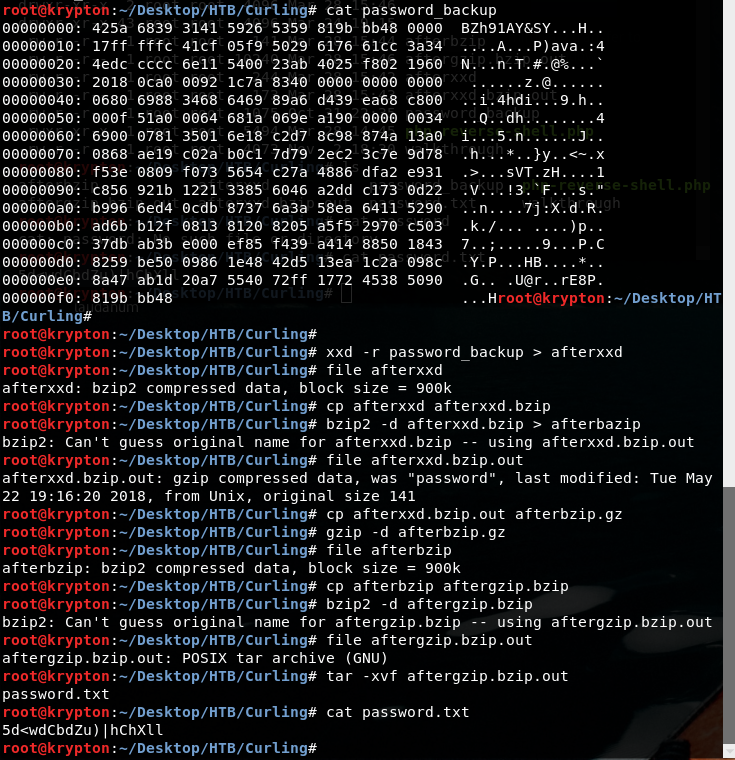 root@krypton:~/Desktop/HTB/Curling# cat password_backup
00000000: 425a 6839 3141 5926 5359 819b bb48 0000  BZh91AY&SY...H..
00000010: 17ff fffc 41cf 05f9 5029 6176 61cc 3a34  ....A...P)ava.:4
00000020: 4edc cccc 6e11 5400 23ab 4025 f802 1960  N...n.T.#.@%...`
00000030: 2018 0ca0 0092 1c7a 8340 0000 0000 0000   ......z.@......
00000040: 0680 6988 3468 6469 89a6 d439 ea68 c800  ..i.4hdi...9.h..
00000050: 000f 51a0 0064 681a 069e a190 0000 0034  ..Q..dh........4
00000060: 6900 0781 3501 6e18 c2d7 8c98 874a 13a0  i...5.n......J..
00000070: 0868 ae19 c02a b0c1 7d79 2ec2 3c7e 9d78  .h...*..}y..<~.x
00000080: f53e 0809 f073 5654 c27a 4886 dfa2 e931  .>...sVT.zH....1
00000090: c856 921b 1221 3385 6046 a2dd c173 0d22  .V...!3.`F...s."
000000a0: b996 6ed4 0cdb 8737 6a3a 58ea 6411 5290  ..n....7j:X.d.R.
000000b0: ad6b b12f 0813 8120 8205 a5f5 2970 c503  .k./... ....)p..
000000c0: 37db ab3b e000 ef85 f439 a414 8850 1843  7..;.....9...P.C
000000d0: 8259 be50 0986 1e48 42d5 13ea 1c2a 098c  .Y.P...HB....*..
000000e0: 8a47 ab1d 20a7 5540 72ff 1772 4538 5090  .G.. .U@r..rE8P.
000000f0: 819b bb48                                ...Hroot@krypton:~/Desktop/HT
B/Curling#
root@krypton:~/Desktop/HTB/Curling#
root@krypton:~/Desktop/HTB/Curling# xxd -r password_backup > afterxxd
root@krypton:~/Desktop/HTB/Curling# file afterxxd
afterxxd: bzip2 compressed data, block size = 900k
root@krypton:~/Desktop/HTB/Curling# cp afterxxd afterxxd.bzip
root@krypton:~/Desktop/HTB/Curling# bzip2 -d afterxxd.bzip > afterbazip
bzip2: Can't guess original name for afterxxd.bzip -- using afterxxd.bzip.out
root@krypton:~/Desktop/HTB/Curling# file afterxxd.bzip.out
afterxxd.bzip.out: gzip compressed data, was "password", last modified: Tue May
22 19:16:20 2018, from Unix, original size 141
root@krypton:~/Desktop/HTB/Curling# cp afterxxd.bzip.out afterbzip.gz
root@krypton:~/Desktop/HTB/Curling# gzip -d afterbzip.gz
root@krypton:~/Desktop/HTB/Curling# file afterbzip
afterbzip: bzip2 compressed data, block size = 900k
root@krypton:~/Desktop/HTB/Curling# cp afterbzip aftergzip.bzip
root@krypton:~/Desktop/HTB/Curling# bzip2 -d aftergzip.bzip
bzip2: Can't guess original name for aftergzip.bzip -- using aftergzip.bzip.out
root@krypton:~/Desktop/HTB/Curling# file aftergzip.bzip.out
aftergzip.bzip.out: POSIX tar archive (GNU)
root@krypton:~/Desktop/HTB/Curling# tar -xvf aftergzip.bzip.out
password.txt
root@krypton:~/Desktop/HTB/Curling# cat password.txt
5d<wdCbdZu)|hChXll
root@krypton:~/Desktop/HTB/Curling#